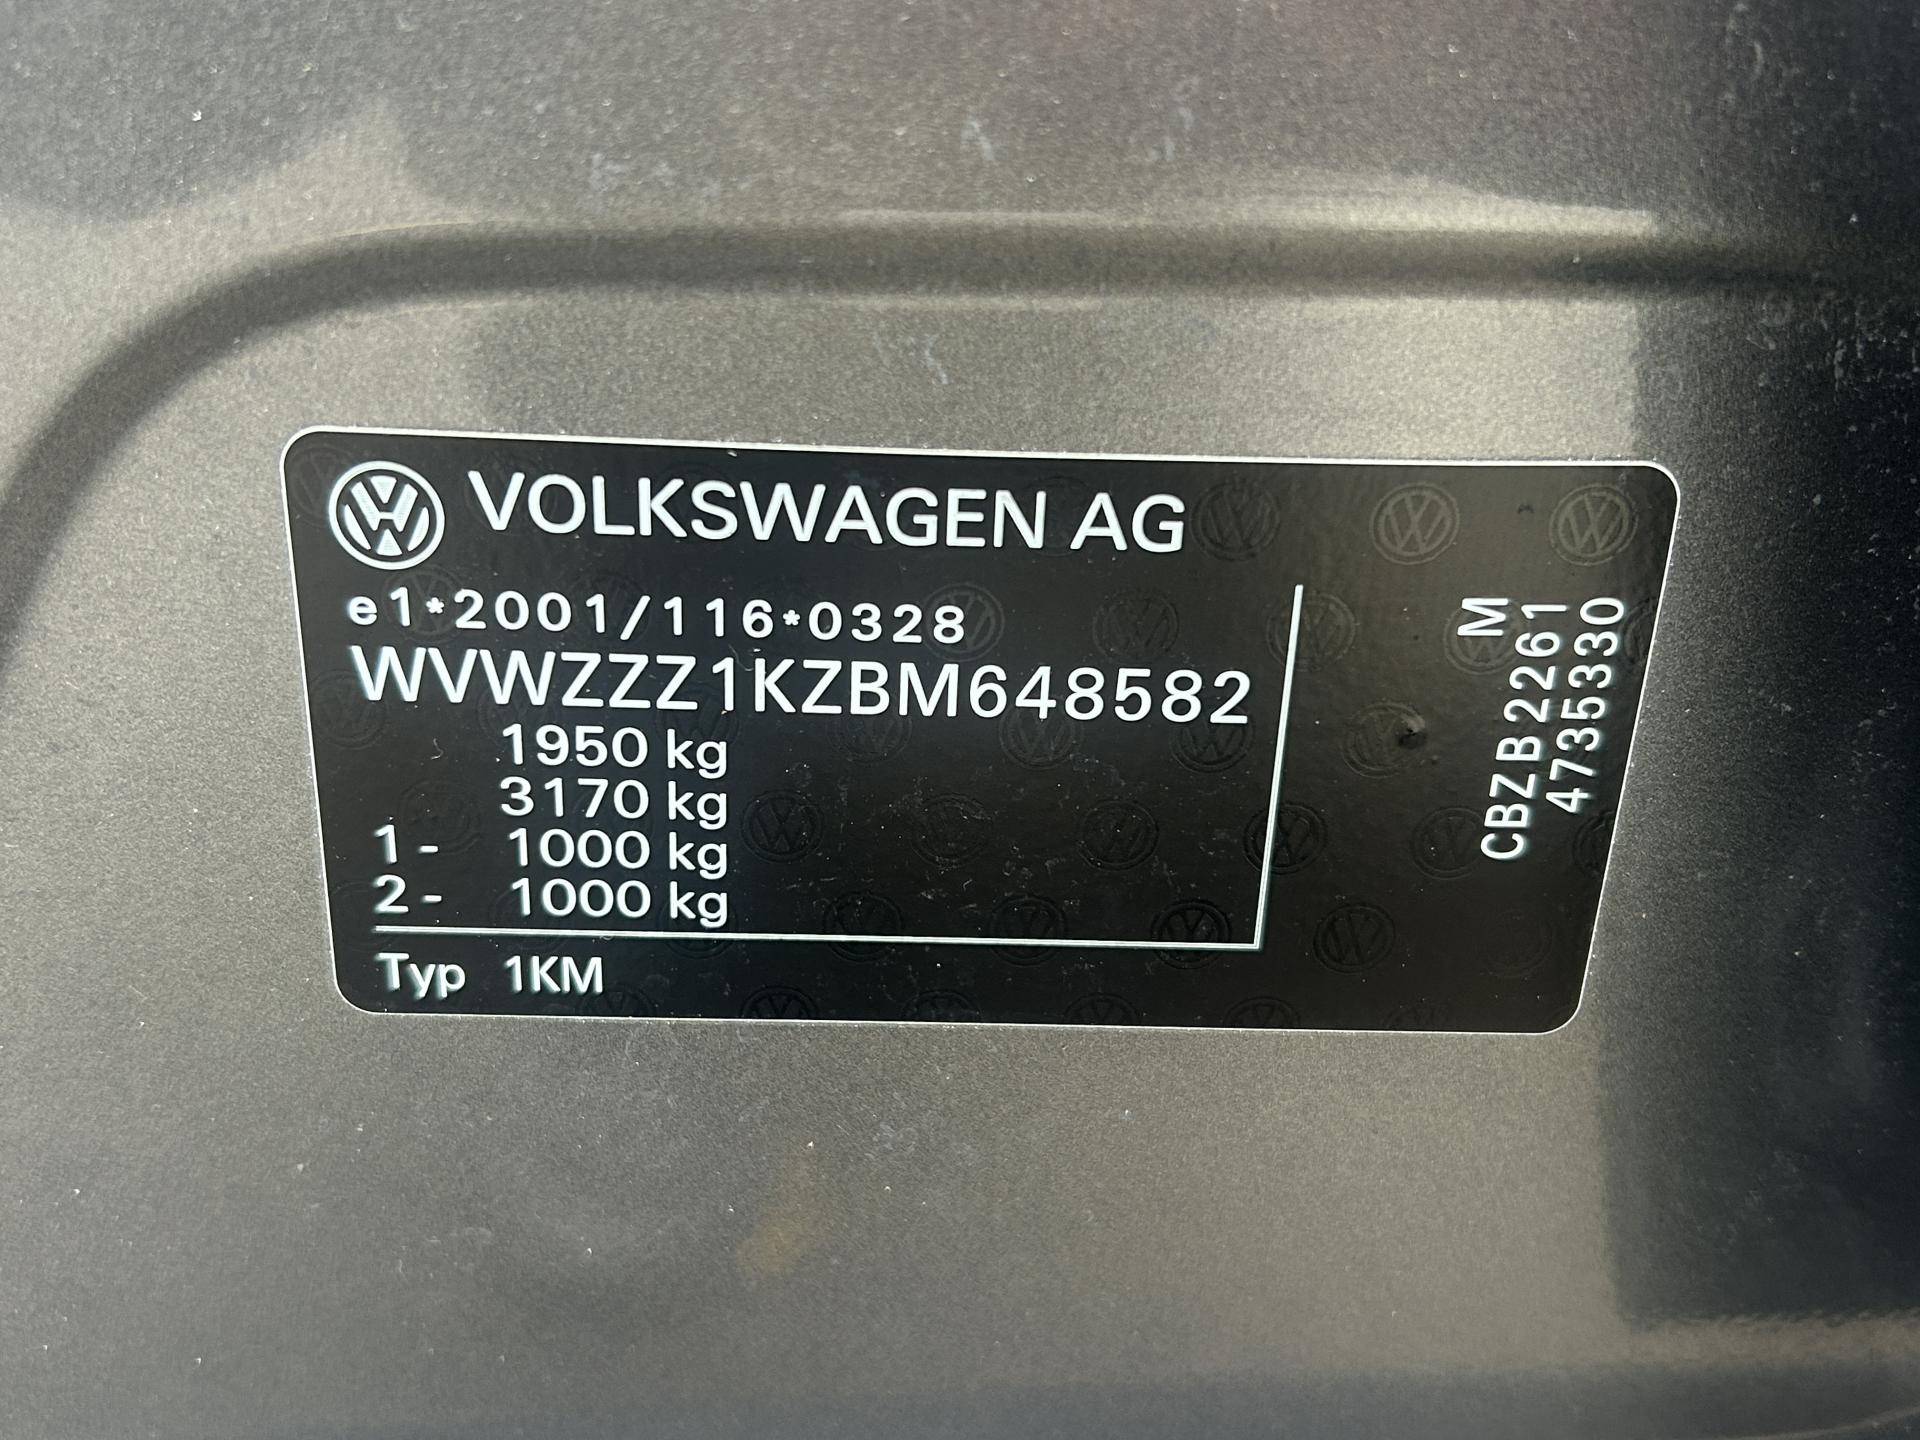 VOLKSWAGEN AG
e1*2001/116*0328
WVWZZZ1KZBM648582
1950 kg
3170 kg
1- 1000 kg
2- 1000 kg
Typ 1KM
M
CBZB2261
4735330